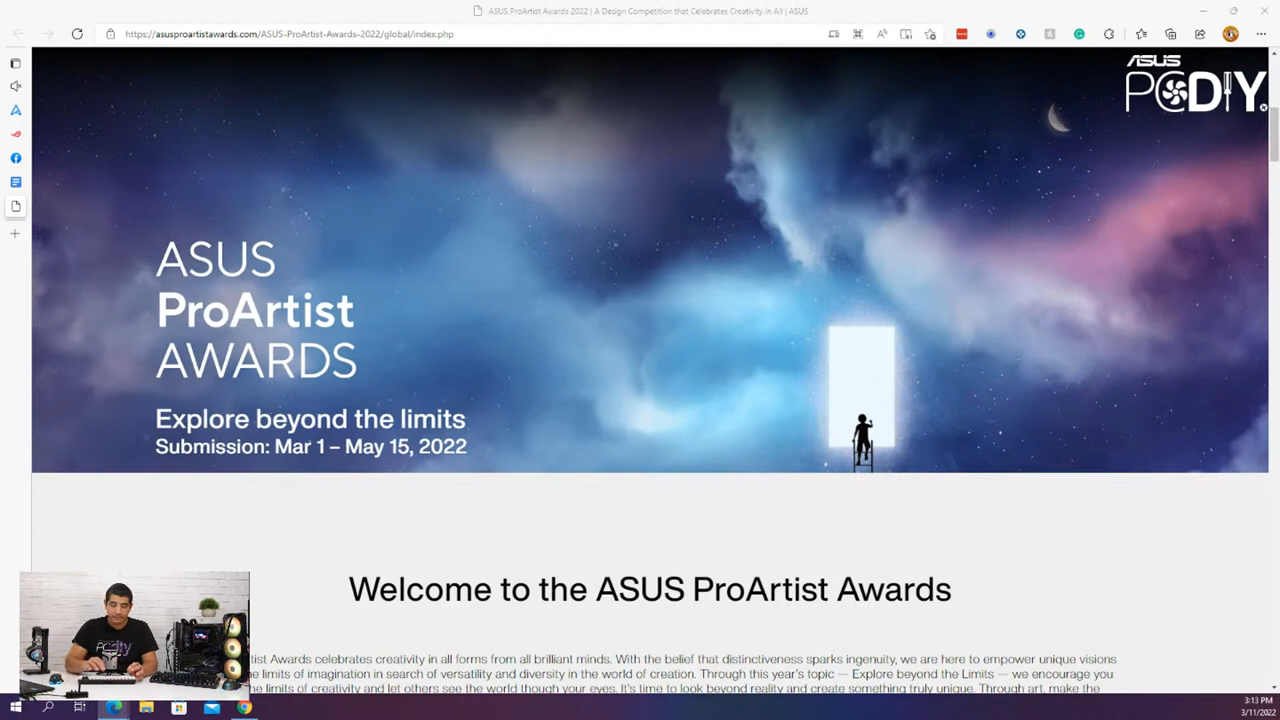 ASUS ProArtist Awards 2022 | A Design Competition that Celebrates Creativity in All | ASUS
https://asusproartistawards.com/ASUS-ProArtist-Awards-2022/global/index.php
ASUS
PCDIY
ASUS
ProArtist
AWARDS
Explore beyond the limits
Submission: Mar 1 – May 15, 2022
Welcome to the ASUS ProArtist Awards
tist Awards celebrates creativity in all forms from all brilliant minds. With the belief that distinctiveness sparks ingenuity, we are here to empower unique visions
he limits of imagination in search of versatility and diversity in the world of creation. Through this year's topic — Explore beyond the Limits — we encourage you
he limits of creativity and let others see the world though your eyes. It's time to look beyond reality and create something truly unique. Through art, make the
3:13 PM
3/11/2022